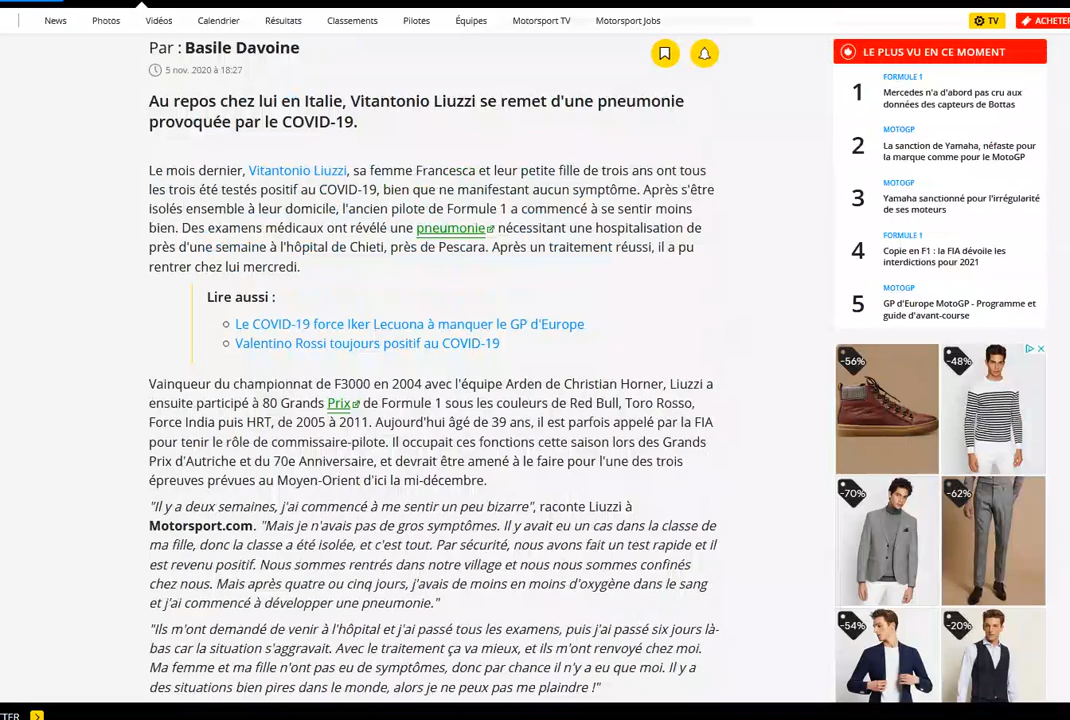 News
Photos
Vidéos
Calendrier
Résultats
Classements
Pilotes
Équipes
Motorsport TV
Motorsport Jobs
TV
ACHETER
Par : Basile Davoine
5 nov. 2020 à 18:27
Au repos chez lui en Italie, Vitantonio Liuzzi se remet d'une pneumonie
provoquée par le COVID-19.
Le mois dernier, Vitantonio Liuzzi, sa femme Francesca et leur petite fille de trois ans ont tous
les trois été testés positif au COVID-19, bien que ne manifestant aucun symptôme. Après s'être
isolés ensemble à leur domicile, l'ancien pilote de Formule 1 a commencé à se sentir moins
bien. Des examens médicaux ont révélé une pneumonie nécessitant une hospitalisation de
près d'une semaine à l'hôpital de Chieti, près de Pescara. Après un traitement réussi, il a pu
rentrer chez lui mercredi.
Lire aussi :
Le COVID-19 force Iker Lecuona à manquer le GP d'Europe
Valentino Rossi toujours positif au COVID-19
Vainqueur du championnat de F3000 en 2004 avec l'équipe Arden de Christian Horner, Liuzzi a
ensuite participé à 80 Grands Prix de Formule 1 sous les couleurs de Red Bull, Toro Rosso,
Force India puis HRT, de 2005 à 2011. Aujourd'hui âgé de 39 ans, il est parfois appelé par la FIA
pour tenir le rôle de commissaire-pilote. Il occupait ces fonctions cette saison lors des Grands
Prix d'Autriche et du 70e Anniversaire, et devrait être amené à le faire pour l'une des trois
épreuves prévues au Moyen-Orient d'ici la mi-décembre.
"Il y a deux semaines, j'ai commencé à me sentir un peu bizarre", raconte Liuzzi à
Motorsport.com. "Mais je n'avais pas de gros symptômes. Il y avait eu un cas dans la classe de
ma fille, donc la classe a été isolée, et c'est tout. Par sécurité, nous avons fait un test rapide et il
est revenu positif. Nous sommes rentrés dans notre village et nous nous sommes confinés
chez nous. Mais après quatre ou cinq jours, j'avais de moins en moins d'oxygène dans le sang
et j'ai commencé à développer une pneumonie."
"Ils m'ont demandé de venir à l'hôpital et j'ai passé tous les examens, puis j'ai passé six jours là-
bas car la situation s'aggravait. Avec le traitement ça va mieux, et ils m'ont renvoyé chez moi.
Ma femme et ma fille n'ont pas eu de symptômes, donc par chance il n'y a eu que moi. Il y a
des situations bien pires dans le monde, alors je ne peux pas me plaindre !"
LE PLUS VU EN CE MOMENT
1
FORMULE 1
Mercedes n'a d'abord pas cru aux
données des capteurs de Bottas
2
MOTOGP
La sanction de Yamaha, néfaste pour
la marque comme pour le MotoGP
3
MOTOGP
Yamaha sanctionné pour l'irrégularité
de ses moteurs
4
FORMULE 1
Copie en F1 : la FIA dévoile les
interdictions pour 2021
5
MOTOGP
GP d'Europe MotoGP - Programme et
guide d'avant-course
-56%
-48%
-70%
-62%
-54%
-20%
TTER